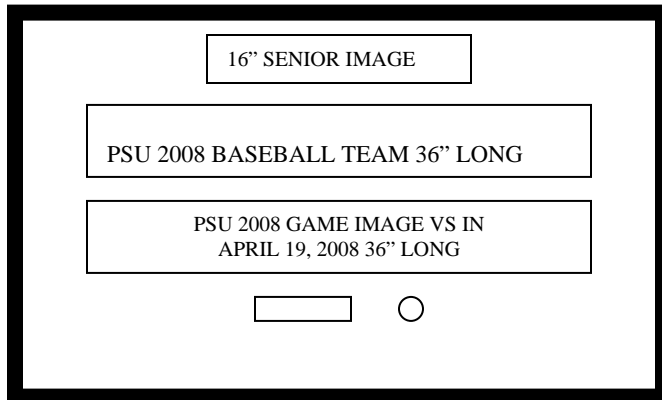 16” SENIOR IMAGE
PSU 2008 BASEBALL TEAM 36” LONG
PSU 2008 GAME IMAGE VS IN
APRIL 19, 2008 36” LONG